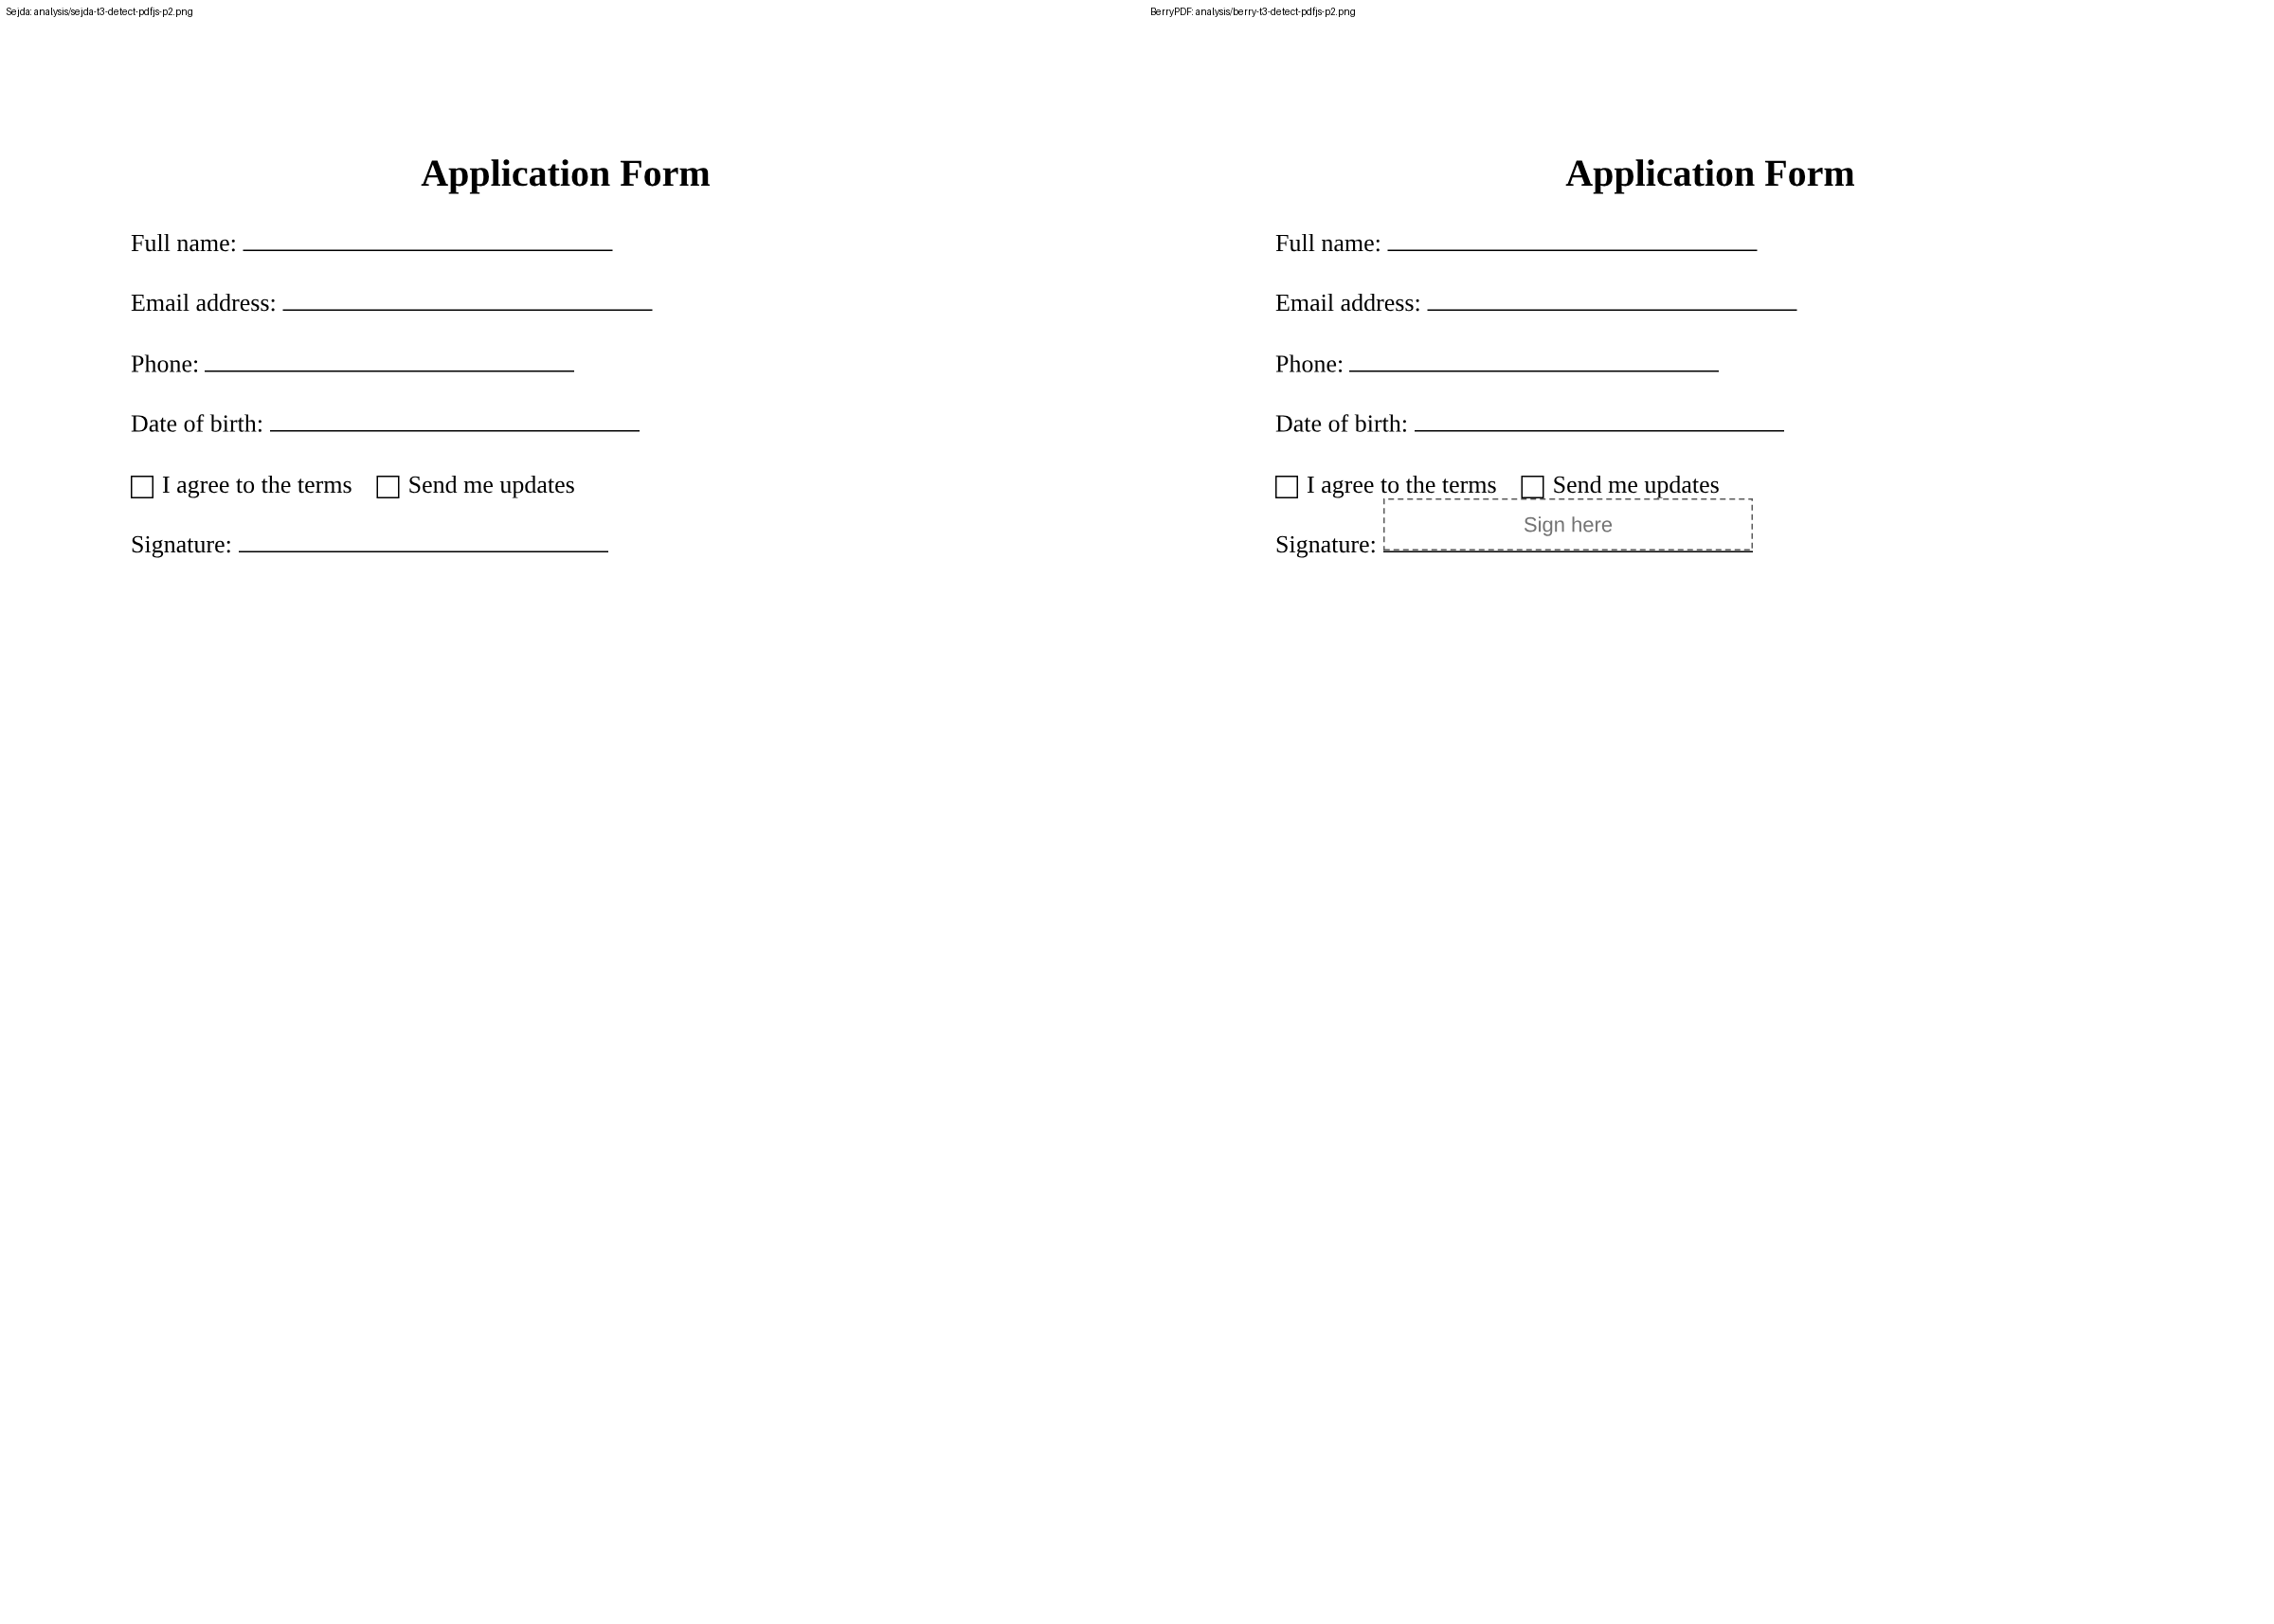 Sejda: analysis/sejda-t3-detect-pdfjs-p2.png
Application Form
Full name:
Email address:
Phone:
Date of birth:
I agree to the terms Send me updates
Signature:
BerryPDF: analysis/berry-t3-detect-pdfjs-p2.png
Application Form
Full name:
Email address:
Phone:
Date of birth:
I agree to the terms Send me updates
Sign here
Signature: